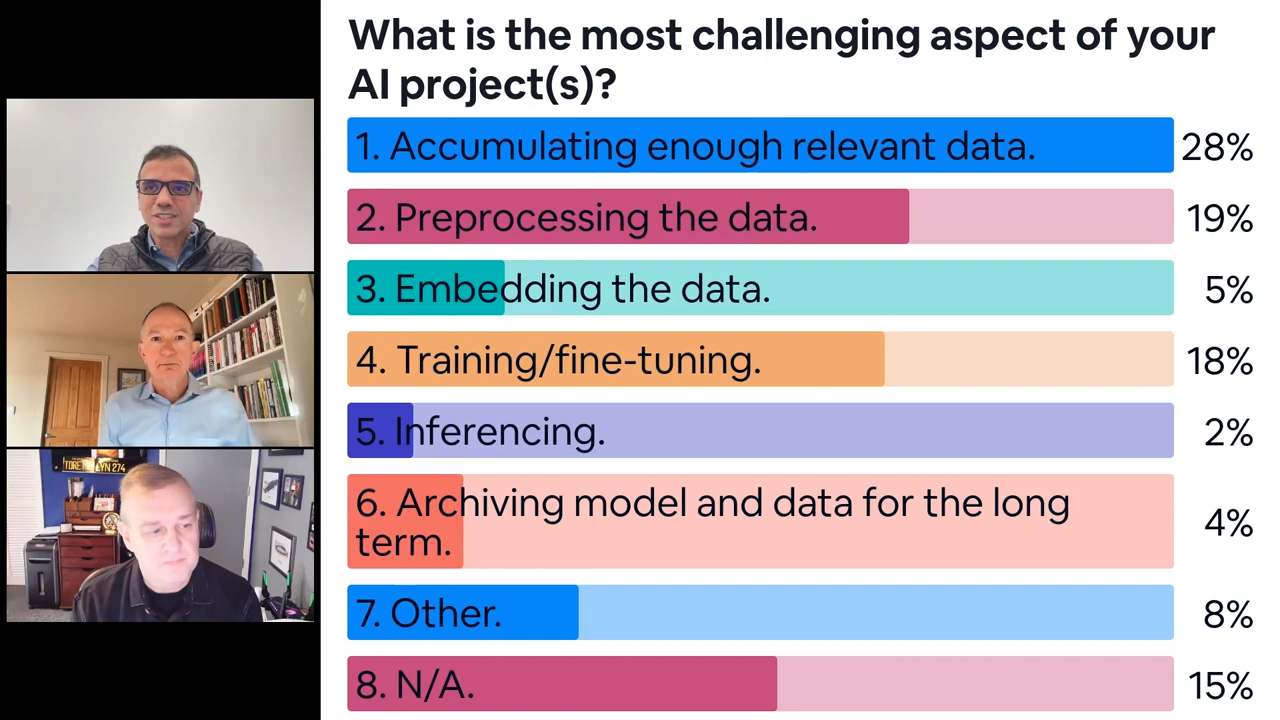 What is the most challenging aspect of your
AI project(s)?
1. Accumulating enough relevant data.
28%
2. Preprocessing the data.
19%
3. Embedding the data.
5%
4. Training/fine-tuning.
18%
5. Inferencing.
2%
6. Archiving model and data for the long
term.
4%
7. Other.
8%
8. N/A.
15%